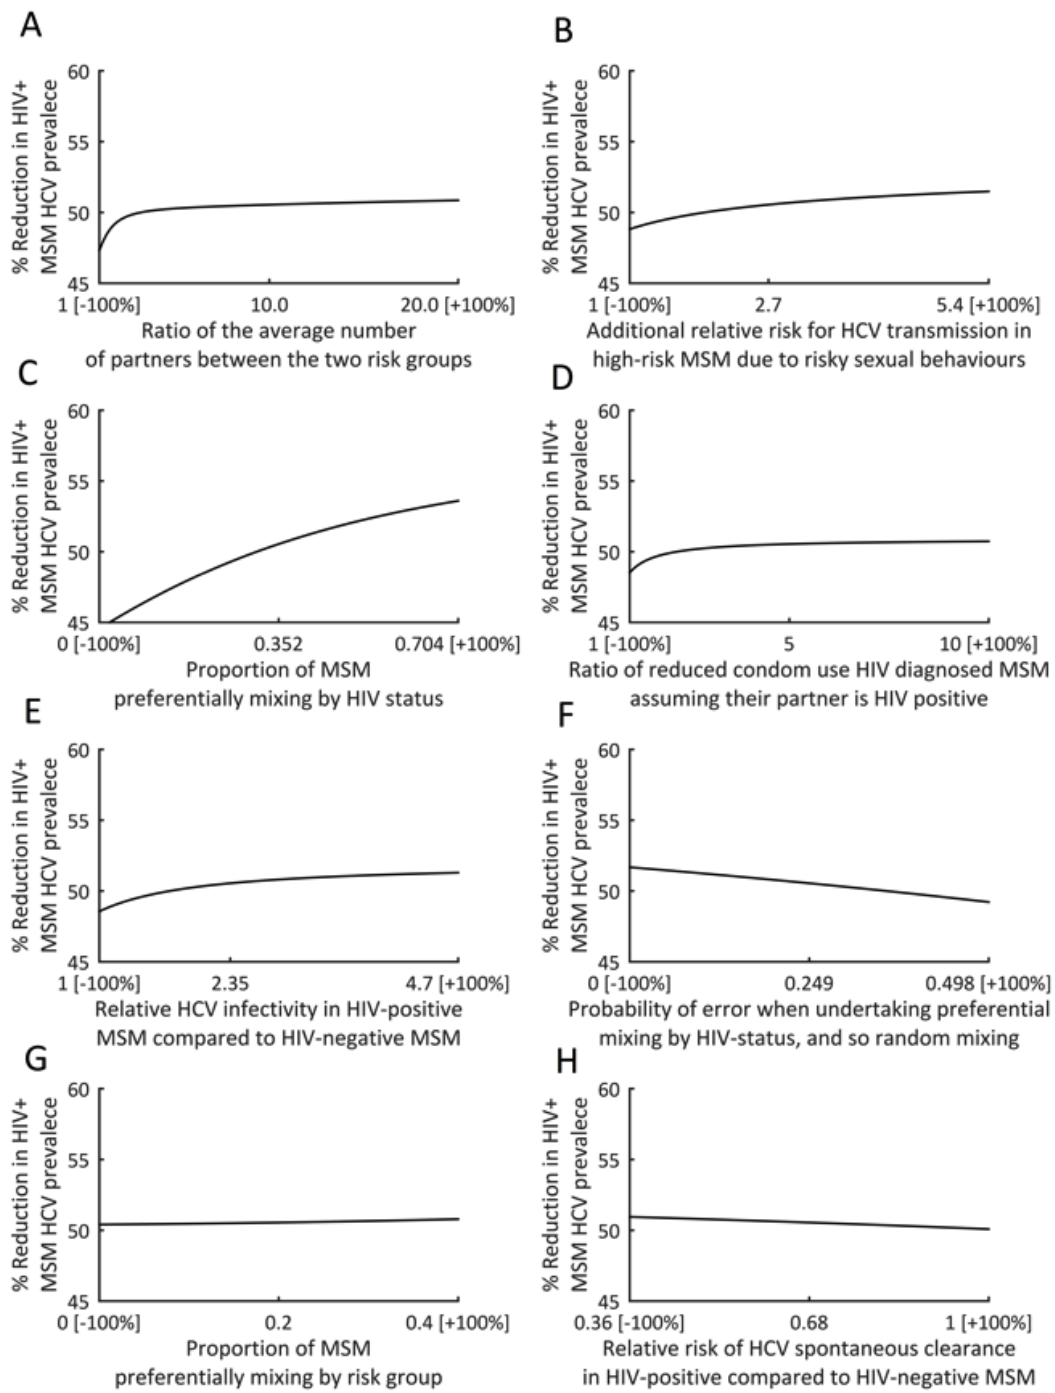 A
% Reduction in HIV+
MSM HCV prevalece
60
55
50
45
1 [-100%] 10.0 20.0 [+100%]
Ratio of the average number
of partners between the two risk groups
B
% Reduction in HIV+
MSM HCV prevalece
60
55
50
45
1 [-100%] 2.7 5.4 [+100%]
Additional relative risk for HCV transmission in
high-risk MSM due to risky sexual behaviours
C
% Reduction in HIV+
MSM HCV prevalece
60
55
50
45
0 [-100%] 0.352 0.704 [+100%]
Proportion of MSM
preferentially mixing by HIV status
D
% Reduction in HIV+
MSM HCV prevalece
60
55
50
45
1 [-100%] 5 10 [+100%]
Ratio of reduced condom use HIV diagnosed MSM
assuming their partner is HIV positive
E
% Reduction in HIV+
MSM HCV prevalece
60
55
50
45
1 [-100%] 2.35 4.7 [+100%]
Relative HCV infectivity in HIV-positive
MSM compared to HIV-negative MSM
F
% Reduction in HIV+
MSM HCV prevalece
60
55
50
45
0 [-100%] 0.249 0.498 [+100%]
Probability of error when undertaking preferential
mixing by HIV-status, and so random mixing
G
% Reduction in HIV+
MSM HCV prevalece
60
55
50
45
0 [-100%] 0.2 0.4 [+100%]
Proportion of MSM
preferentially mixing by risk group
H
% Reduction in HIV+
MSM HCV prevalece
60
55
50
45
0.36 [-100%] 0.68 1 [+100%]
Relative risk of HCV spontaneous clearance
in HIV-positive compared to HIV-negative MSM